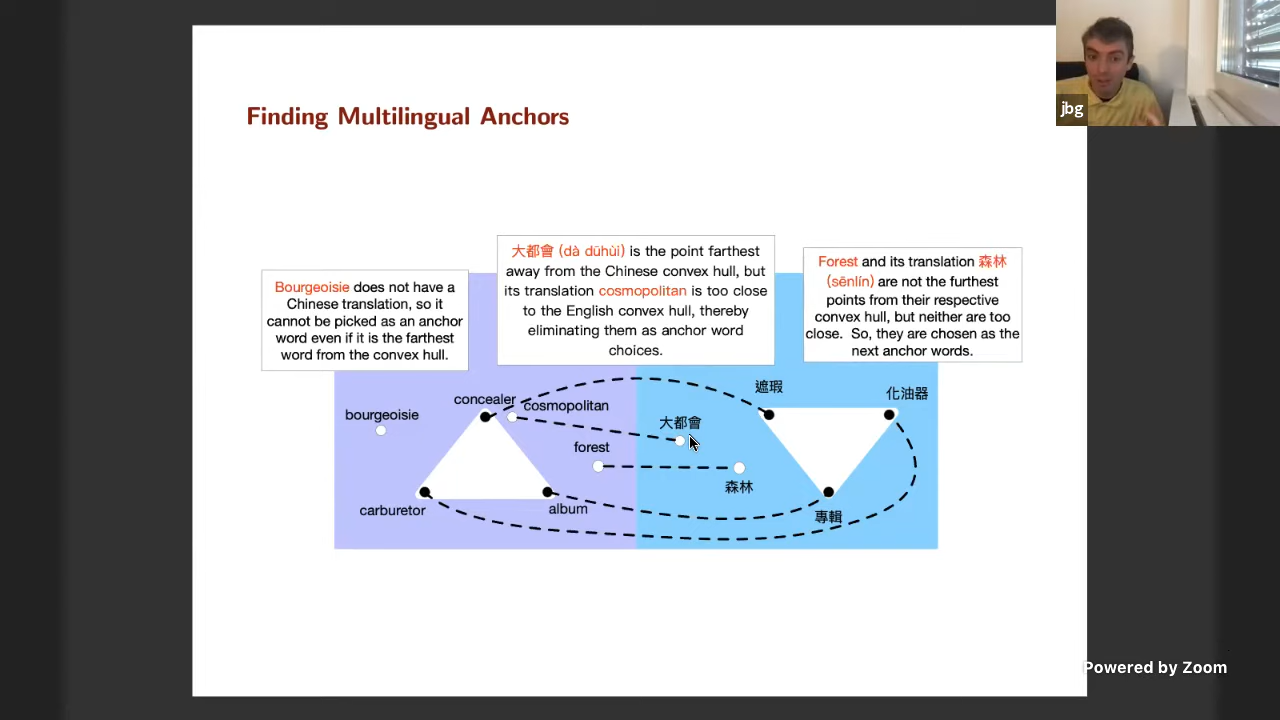 jbg
Finding Multilingual Anchors
Bourgeoisie does not have a
Chinese translation, so it
cannot be picked as an anchor
word even if it is the farthest
word from the convex hull.
大都會 (dà dūhùi) is the point farthest
away from the Chinese convex hull, but
its translation cosmopolitan is too close
to the English convex hull, thereby
eliminating them as anchor word
choices.
Forest and its translation 森林
(sēnlín) are not the furthest
points from their respective
convex hull, but neither are too
close. So, they are chosen as the
next anchor words.
bourgeoisie
concealer
cosmopolitan
forest
carburetor
album
大都會
森林
遮瑕
化油器
專輯
Powered by Zoom